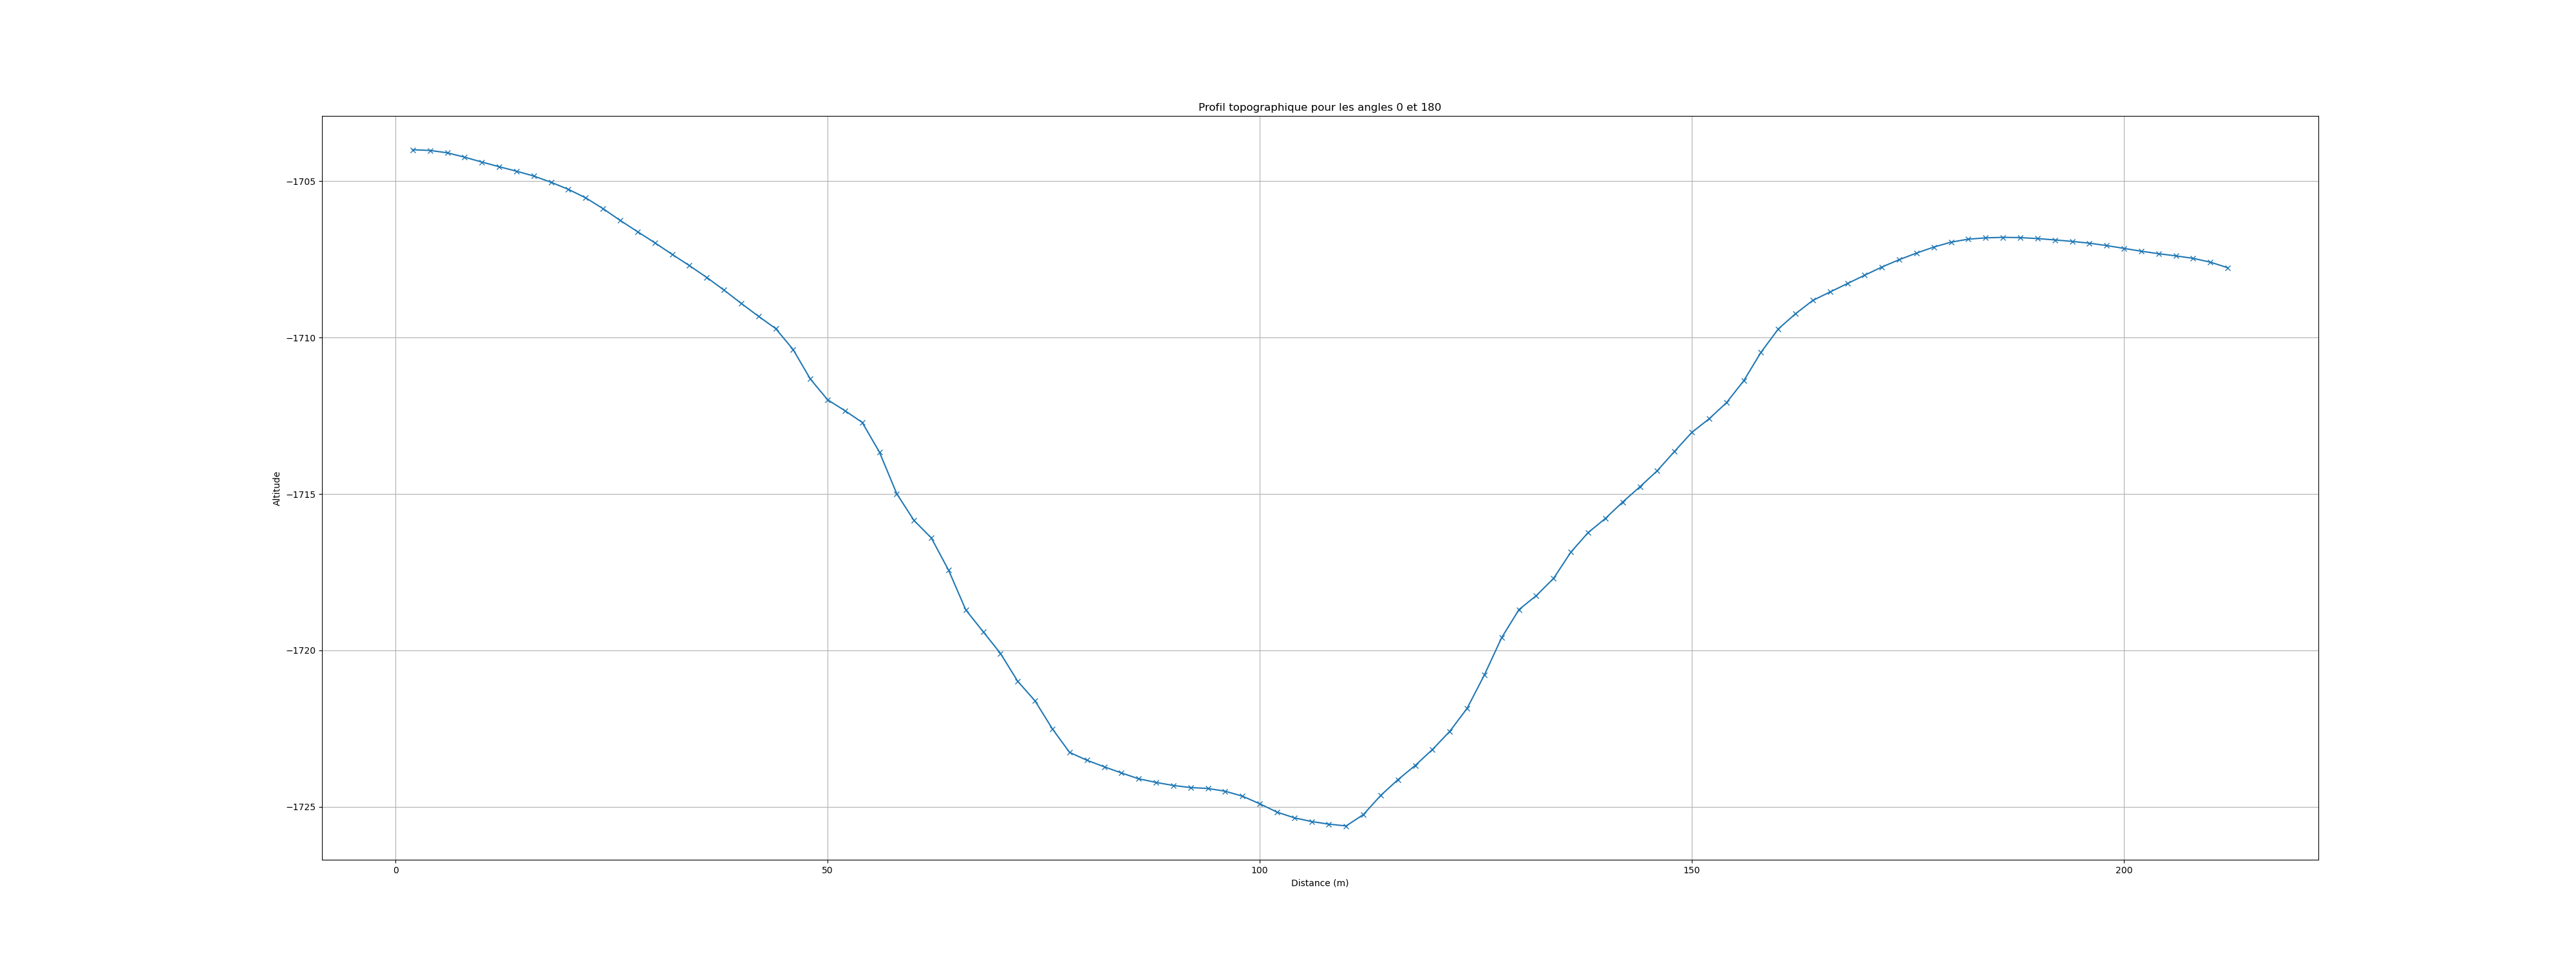 Profil topographique pour les angles 0 et 180
−1705
−1710
−1715
−1720
−1725
Altitude
0 50 100 150 200
Distance (m)